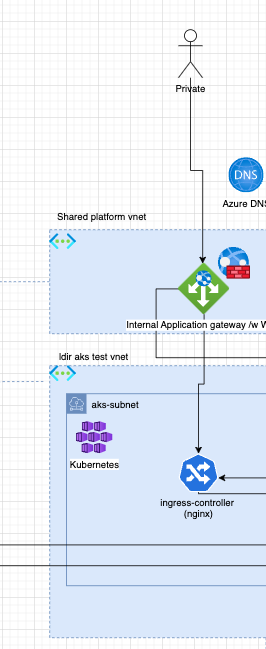 Private
DNS
Azure DNS
Shared platform vnet
Internal Application gateway /w
ldir aks test vnet
aks-subnet
Kubernetes
ingress-controller
(nginx)